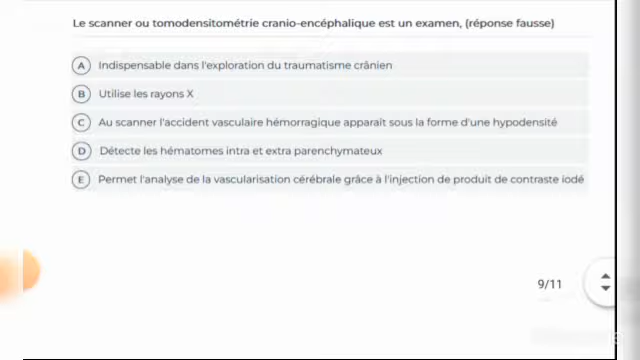 Le scanner ou tomodensitométrie cranio-encéphalique est un examen, (réponse fausse)
A Indispensable dans l'exploration du traumatisme crânien
B Utilise les rayons X
C Au scanner l'accident vasculaire hémorragique apparaît sous la forme d'une hypodensité
D Détecte les hématomes intra et extra parenchymateux
E Permet l'analyse de la vascularisation cérébrale grâce à l'injection de produit de contraste iodé
9/11